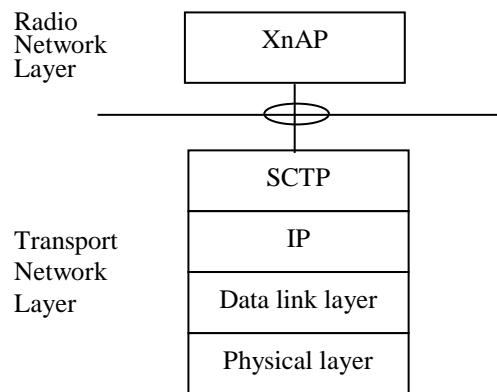 Radio
Network
Layer
XnAP
SCTP
IP
Transport
Network
Layer
Data link layer
Physical layer